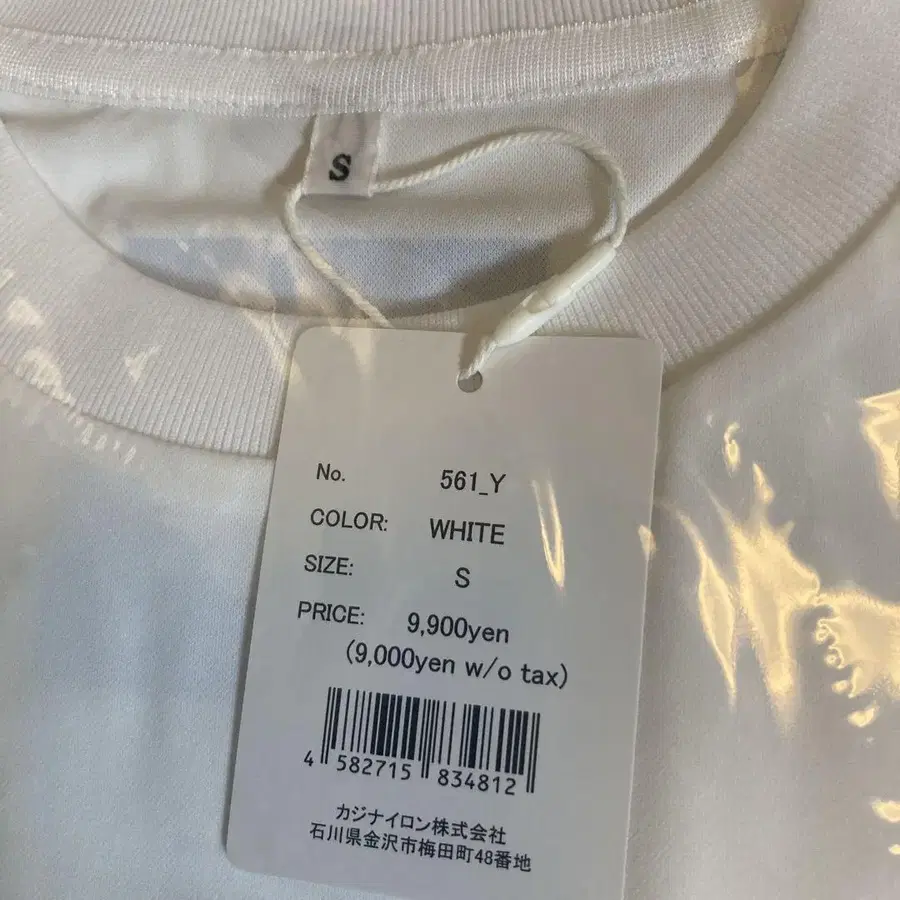 S
No. 561_Y
COLOR: WHITE
SIZE: S
PRICE: 9,900yen
(9,000yen w/o tax)
4 582715 834812
カジナイロン株式会社
石川県金沢市梅田町48番地